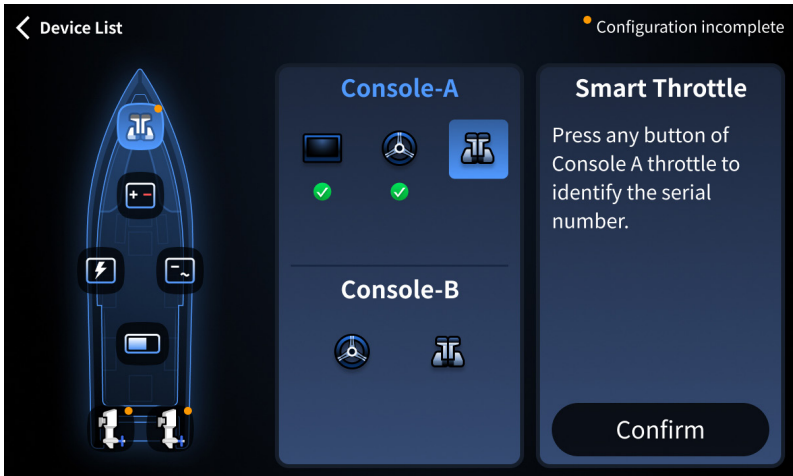 Device List
Configuration incomplete
Console-A
Console-B
Smart Throttle
Press any button of
Console A throttle to
identify the serial
number.
Confirm